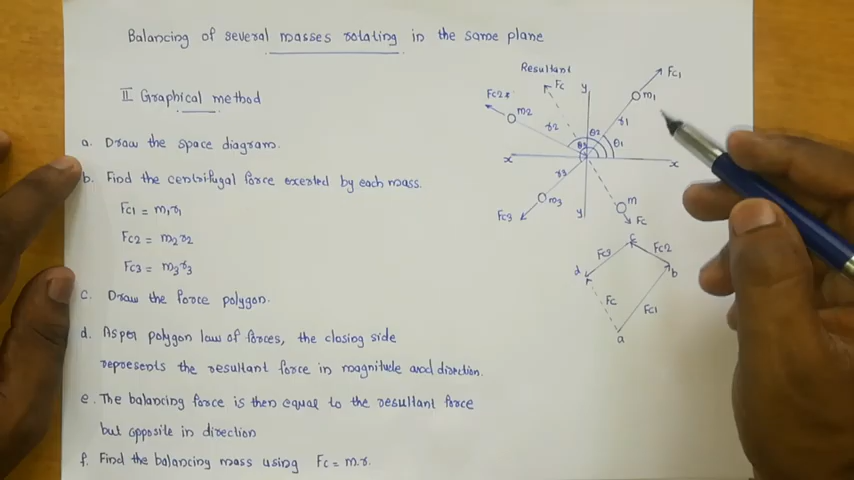 Balancing of several masses rotating in the same plane
II Graphical method
a. Draw the space diagram.
b. Find the centrifugal force exerted by each mass.
Fc1 = m1r1
Fc2 = m2r2
Fc3 = m3r3
c. Draw the force polygon.
d. As per polygon law of forces, the closing side
represents the resultant force in magnitude and direction.
e. The balancing force is then equal to the resultant force
but opposite in direction
f. Find the balancing mass using Fc = m.r.
Resultant
Fc
y
Fc1
m1
Fc2
m2
r2
r1
θ2
θ1
θ3
x
x
r3
m3
Fc3
y
m
Fc
c
Fc3
Fc2
d
b
Fc
Fc1
a